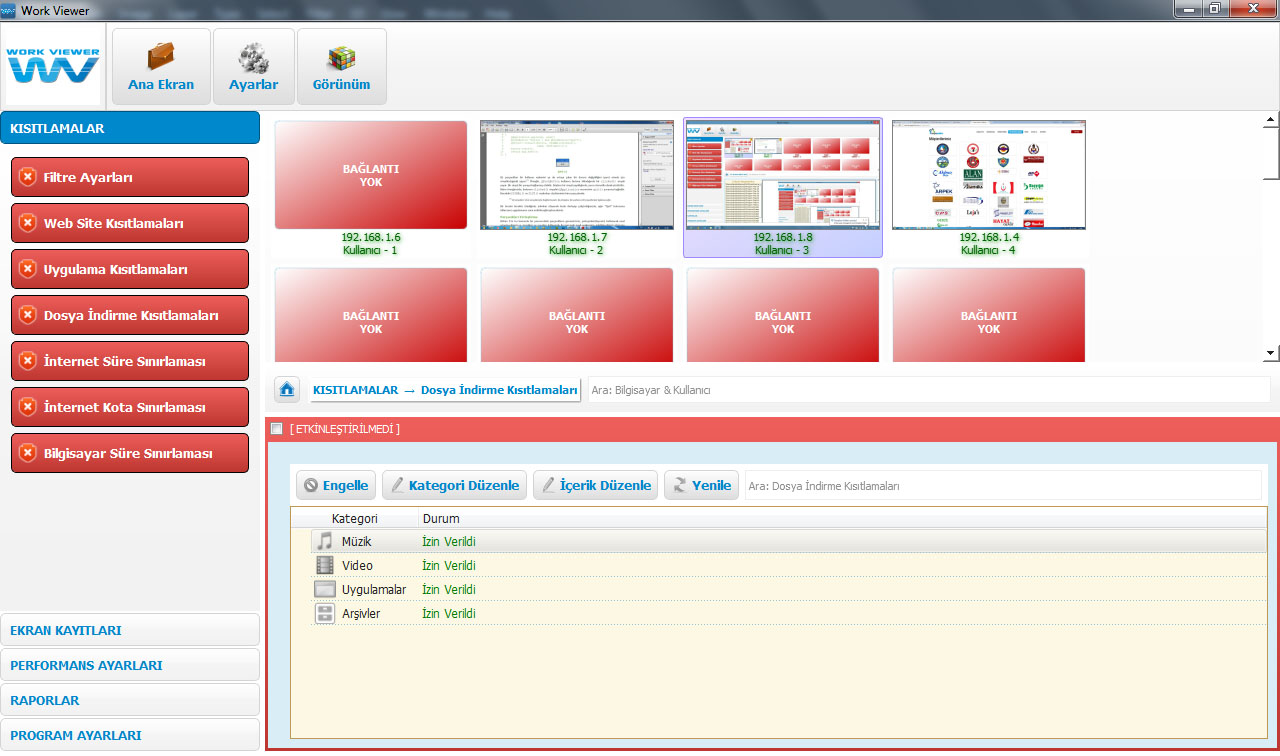 Work Viewer
WORK VIEWER
Ana Ekran
Ayarlar
Görünüm
KISITLAMALAR
Filtre Ayarları
Web Site Kısıtlamaları
Uygulama Kısıtlamaları
Dosya İndirme Kısıtlamaları
İnternet Süre Sınırlaması
İnternet Kota Sınırlaması
Bilgisayar Süre Sınırlaması
EKRAN KAYITLARI
PERFORMANS AYARLARI
RAPORLAR
PROGRAM AYARLARI
BAĞLANTI
YOK
192.168.1.6
Kullanıcı - 1
192.168.1.7
Kullanıcı - 2
192.168.1.8
Kullanıcı - 3
192.168.1.4
Kullanıcı - 4
BAĞLANTI
YOK
BAĞLANTI
YOK
BAĞLANTI
YOK
BAĞLANTI
YOK
KISITLAMALAR → Dosya İndirme Kısıtlamaları
Ara: Bilgisayar & Kullanıcı
[ ETKİNLEŞTİRİLMEDİ ]
Engelle
Kategori Düzenle
İçerik Düzenle
Yenile
Ara: Dosya İndirme Kısıtlamaları
Kategori Durum
Müzik İzin Verildi
Video İzin Verildi
Uygulamalar İzin Verildi
Arşivler İzin Verildi